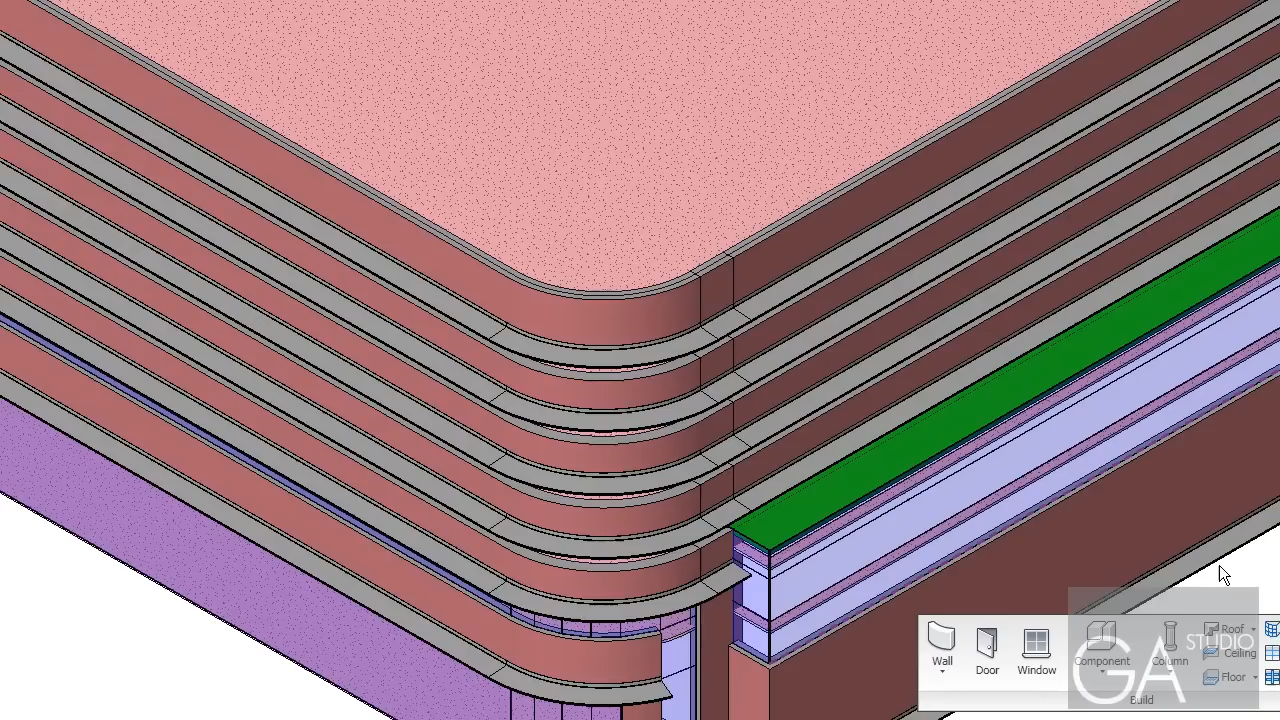 Wall
Door
Window
Component
Column
Roof
Ceiling
Floor
Build
GA STUDIO